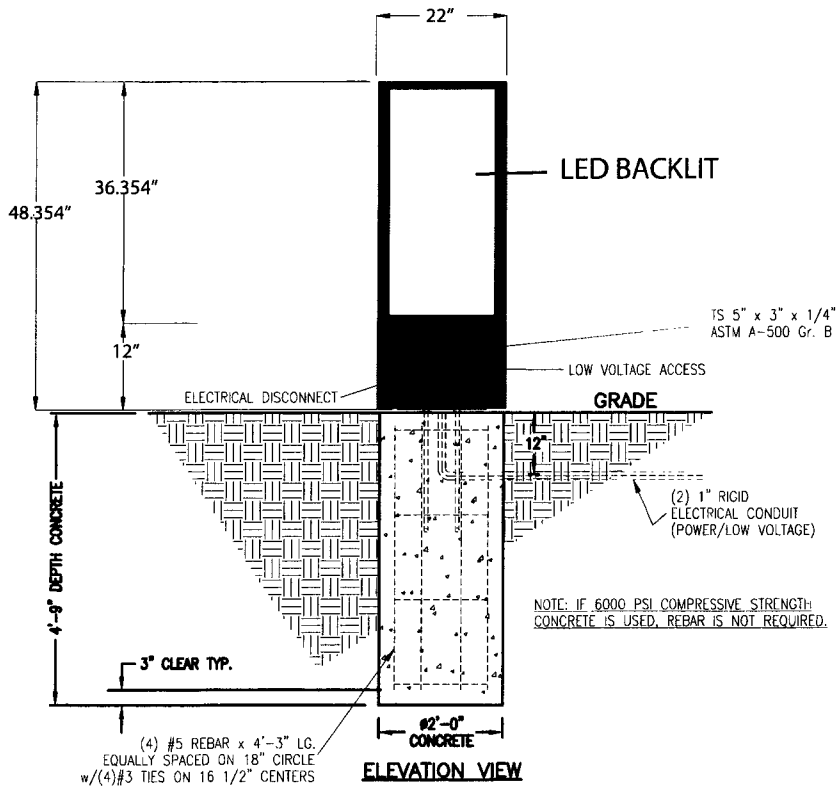 22"
LED BACKLIT
36.354"
48.354"
12"
TS 5" x 3" x 1/4"
ASTM A-500 Gr. B
LOW VOLTAGE ACCESS
ELECTRICAL DISCONNECT
GRADE
12"
(2) 1" RIGID
ELECTRICAL CONDUIT
(POWER/LOW VOLTAGE)
4'-9" DEPTH CONCRETE
NOTE: IF 6000 PSI COMPRESSIVE STRENGTH
CONCRETE IS USED, REBAR IS NOT REQUIRED.
3" CLEAR TYP.
ø2'-0"
CONCRETE
(4) #5 REBAR x 4'-3" LG.
EQUALLY SPACED ON 18" CIRCLE
w/(4)#3 TIES ON 16 1/2" CENTERS
ELEVATION VIEW